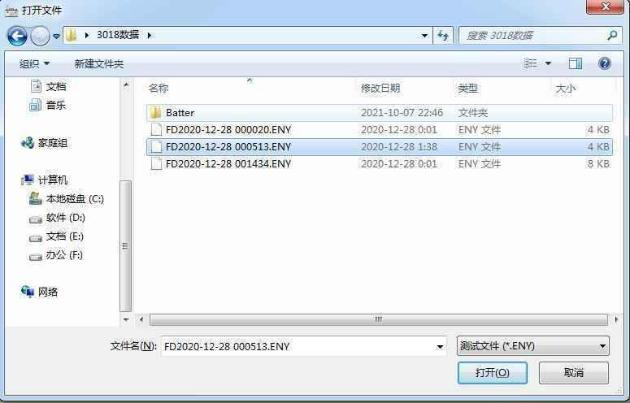 打开文件
3018数据
搜索 3018数据
组织
新建文件夹
名称 修改日期 类型 大小
文档
音乐
家庭组
计算机
本地磁盘 (C:)
软件 (D:)
文档 (E:)
办公 (F:)
网络
Batter 2021-10-07 22:46 文件夹
FD2020-12-28 000020.ENY 2020-12-28 0:01 ENY 文件 4 KB
FD2020-12-28 000513.ENY 2020-12-28 1:38 ENY 文件 4 KB
FD2020-12-28 001434.ENY 2020-12-28 0:01 ENY 文件 8 KB
文件名(N): FD2020-12-28 000513.ENY 测试文件 (*.ENY)
打开(O) 取消